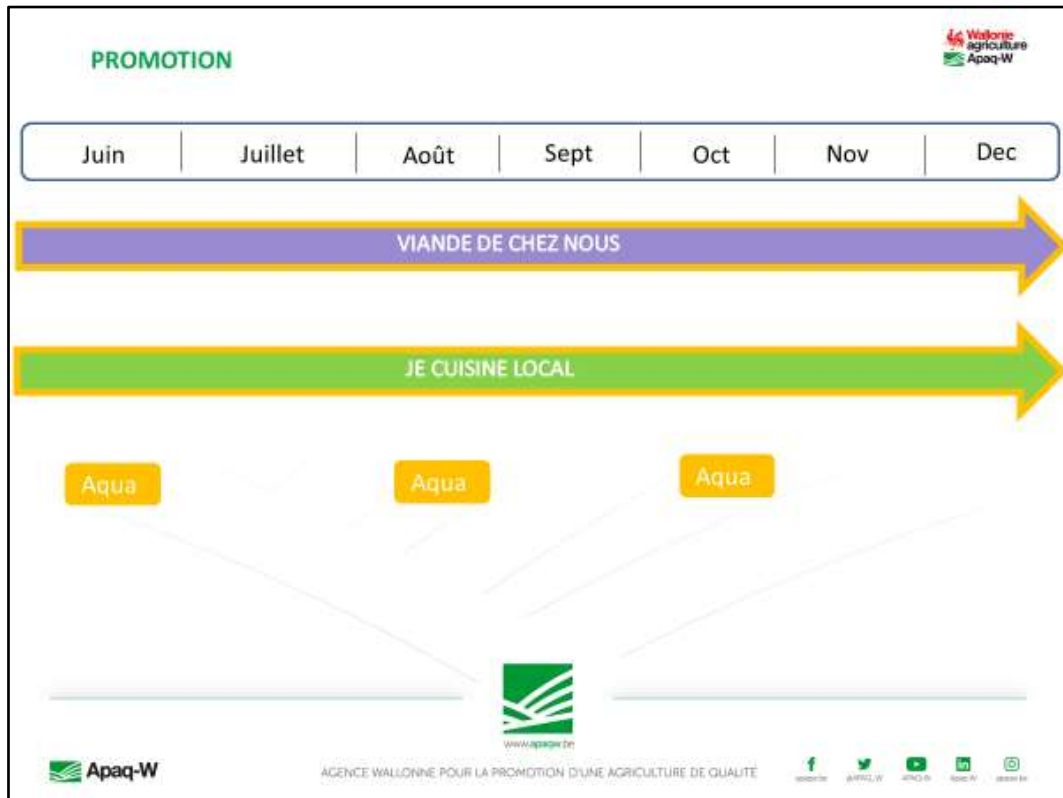 PROMOTION
Wallonie
agriculture
Apaq-W
Juin Juillet Août Sept Oct Nov Dec
VIANDE DE CHEZ NOUS
JE CUISINE LOCAL
Aqua Aqua Aqua
www.apaqw.be
Apaq-W
AGENCE WALLONNE POUR LA PROMOTION D'UNE AGRICULTURE DE QUALITÉ